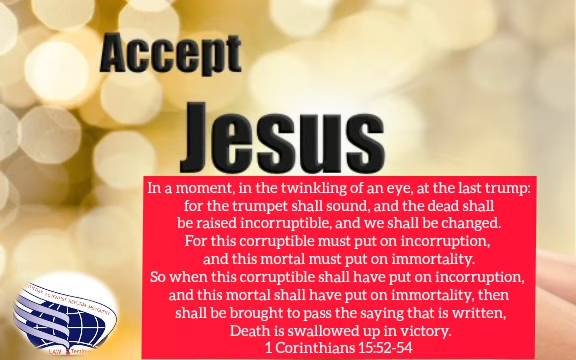 Accept
Jesus
In a moment, in the twinkling of an eye, at the last trump:
for the trumpet shall sound, and the dead shall
be raised incorruptible, and we shall be changed.
For this corruptible must put on incorruption,
and this mortal must put on immortality.
So when this corruptible shall have put on incorruption,
and this mortal shall have put on immortality, then
shall be brought to pass the saying that is written,
Death is swallowed up in victory.
1 Corinthians 15:52-54
LAW & Testimony